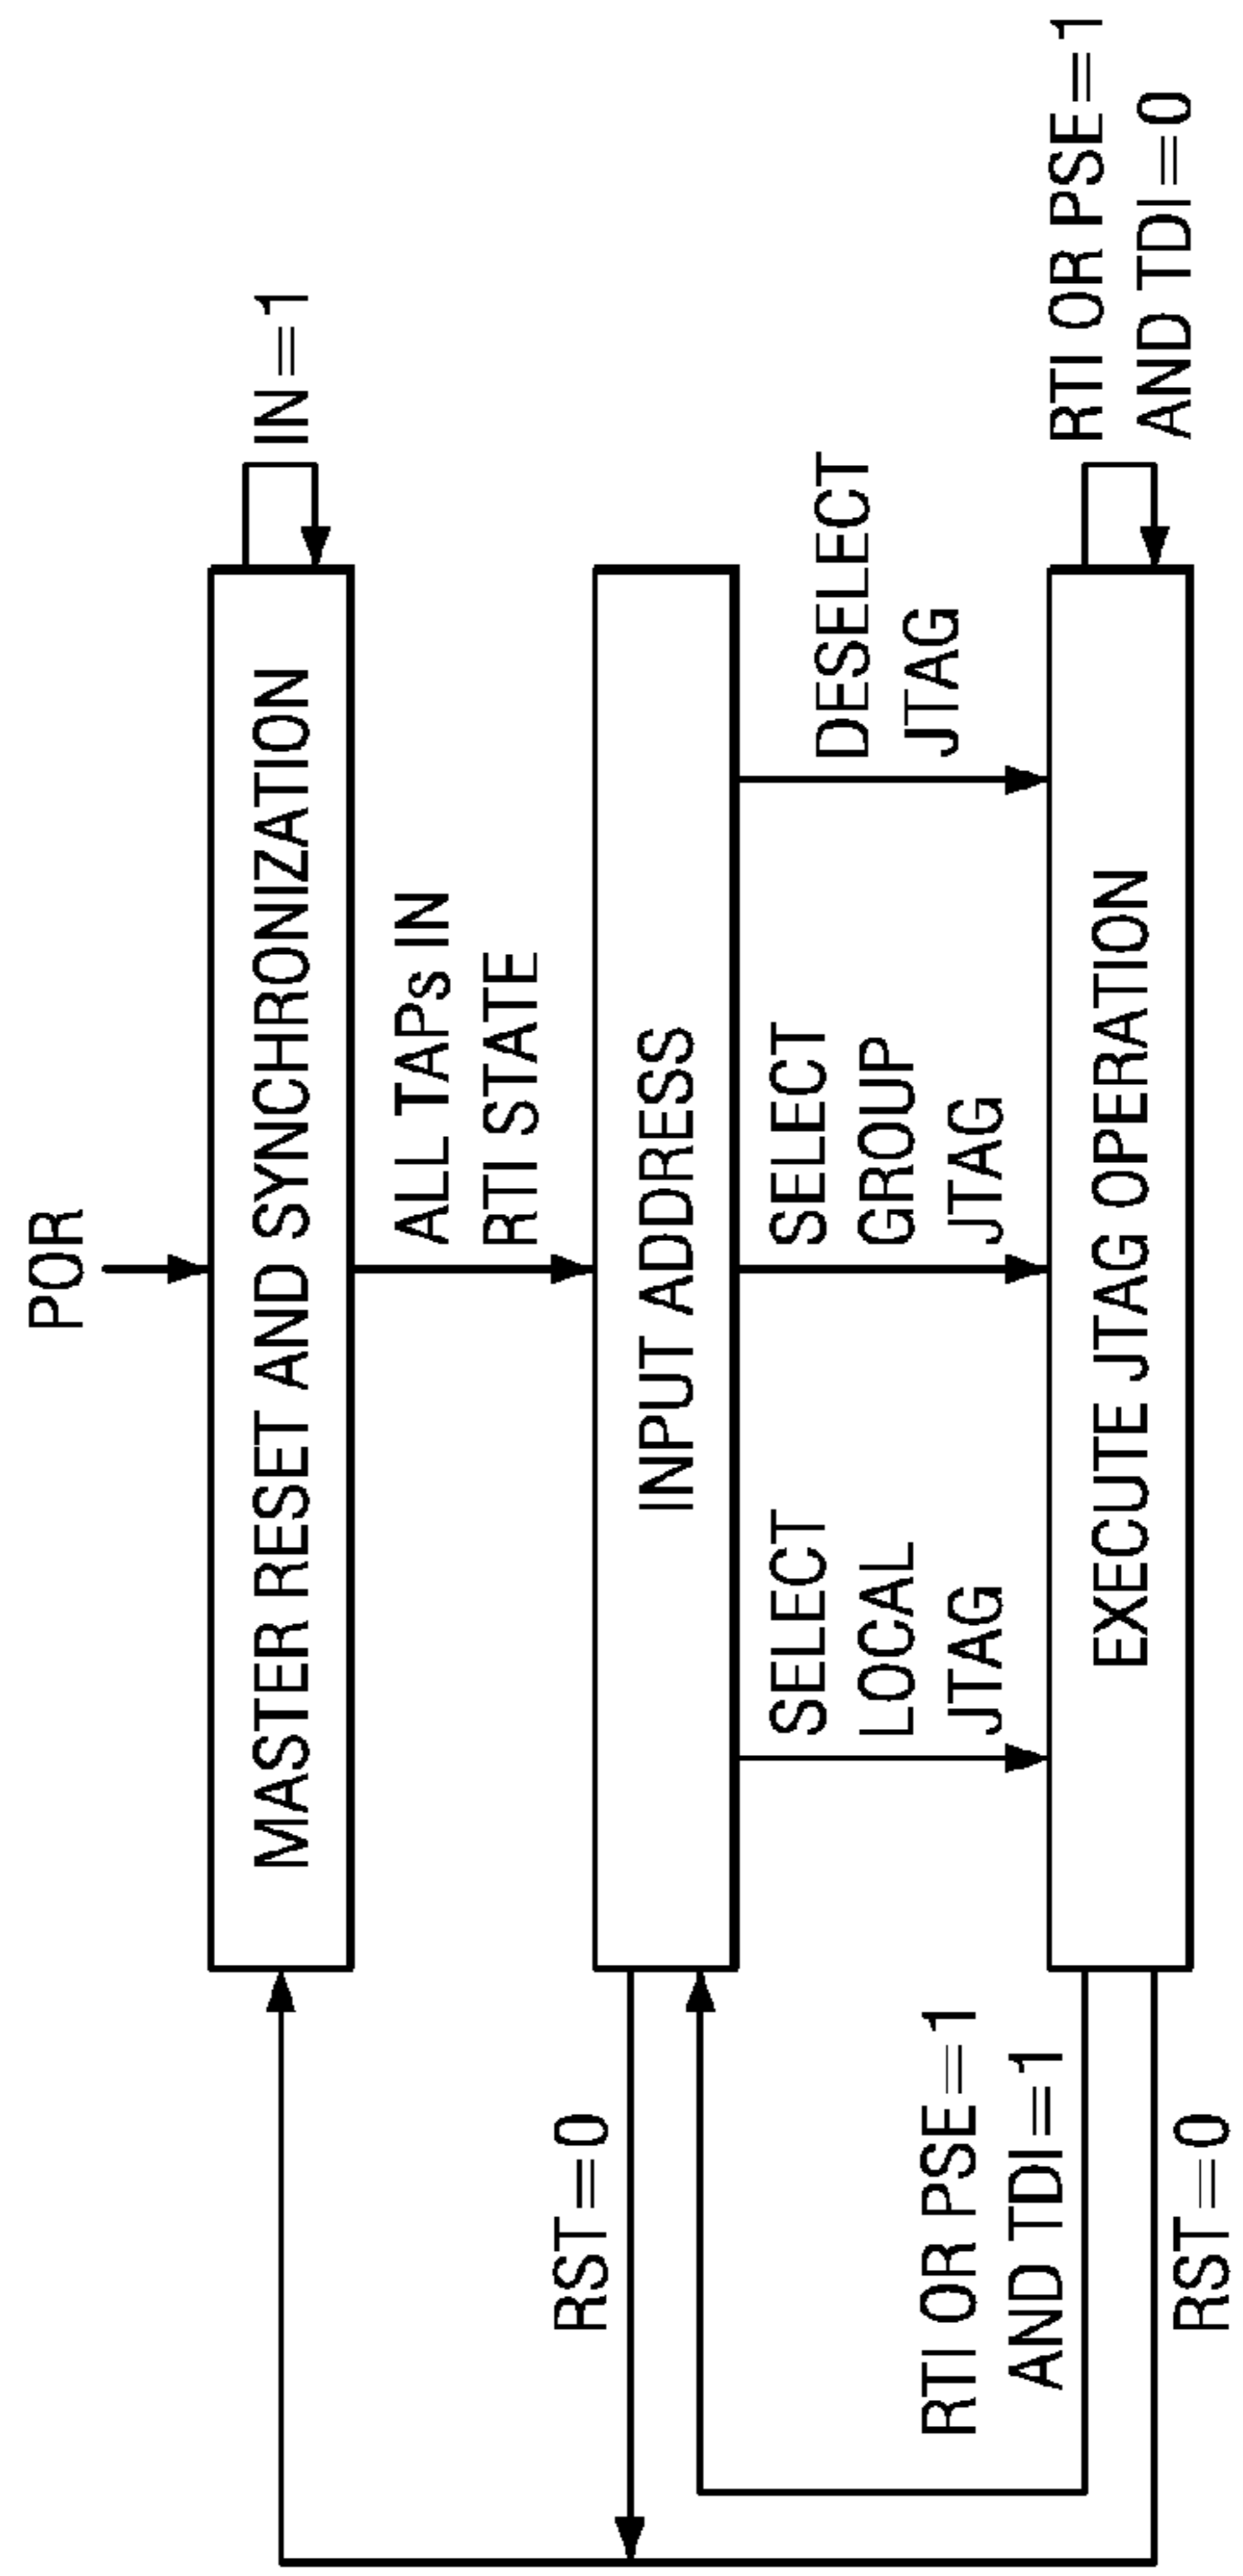 POR
MASTER RESET AND SYNCHRONIZATION
IN=1
ALL TAPs IN
RTI STATE
RST=0
INPUT ADDRESS
SELECT
LOCAL
JTAG
SELECT
GROUP
JTAG
DESELECT
JTAG
RTI OR PSE=1
AND TDI=1
EXECUTE JTAG OPERATION
RTI OR PSE=1
AND TDI=0
RST=0